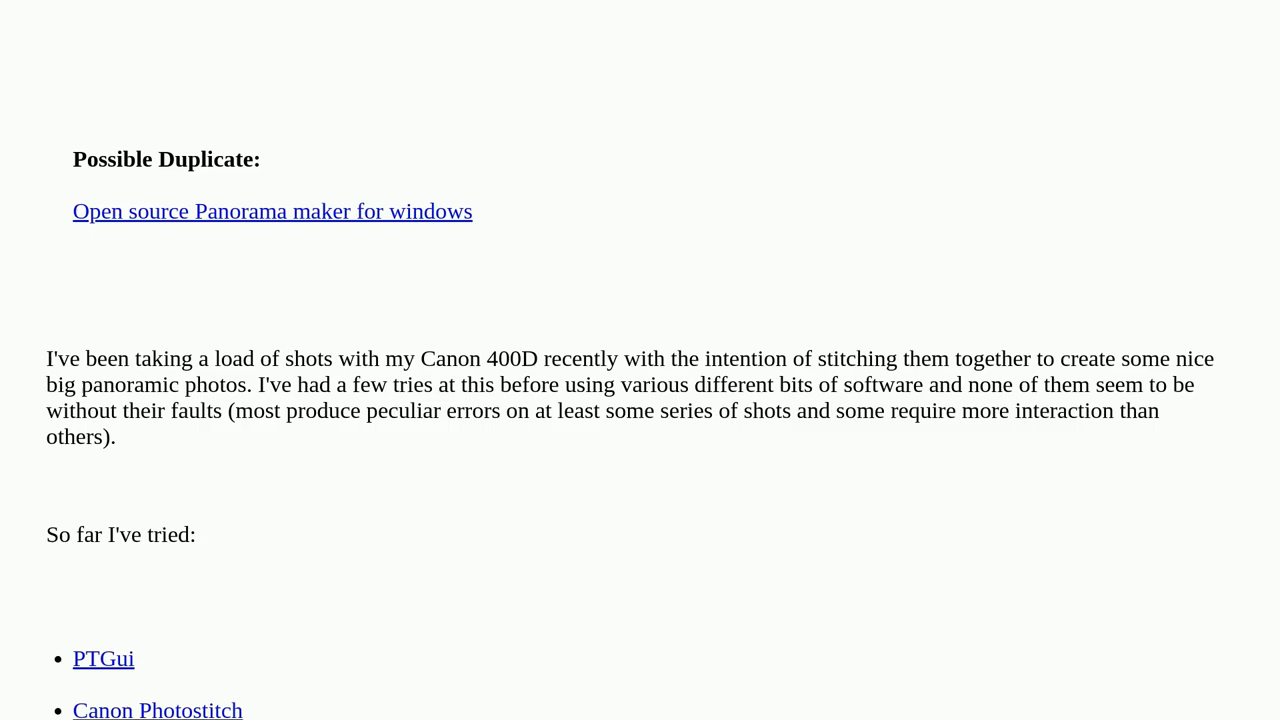 Possible Duplicate:
Open source Panorama maker for windows
I've been taking a load of shots with my Canon 400D recently with the intention of stitching them together to create some nice
big panoramic photos. I've had a few tries at this before using various different bits of software and none of them seem to be
without their faults (most produce peculiar errors on at least some series of shots and some require more interaction than
others).
So far I've tried:
• PTGui
• Canon Photostitch